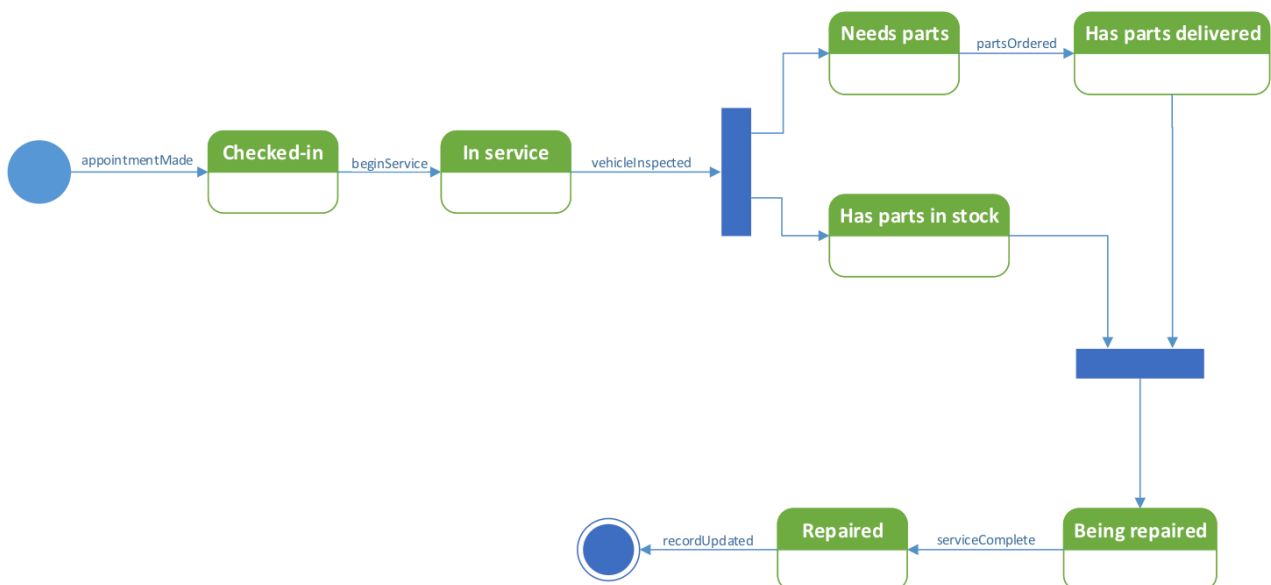 Needs parts
partsOrdered
Has parts delivered
appointmentMade
Checked-in
beginService
In service
vehicleInspected
Has parts in stock
recordUpdated
Repaired
serviceComplete
Being repaired